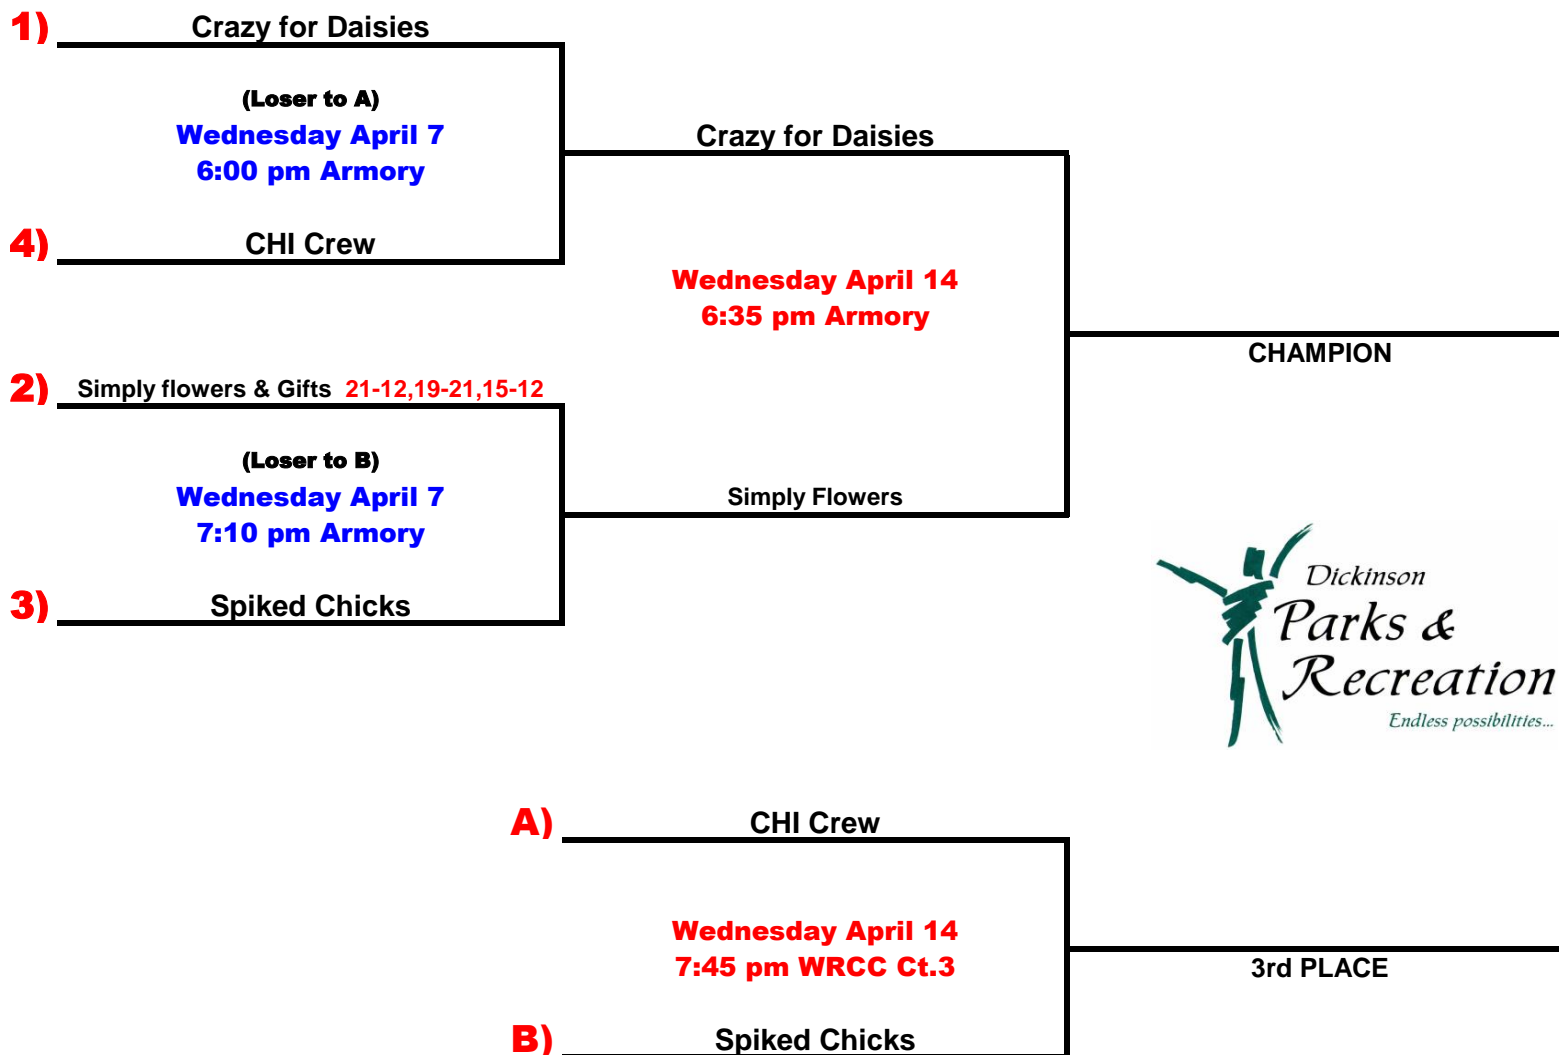 1) Crazy for Daisies
(Loser to A)
Wednesday April 7
6:00 pm Armory
Crazy for Daisies
4) CHI Crew
Wednesday April 14
6:35 pm Armory
CHAMPION
2) Simply flowers & Gifts 21-12,19-21,15-12
(Loser to B)
Wednesday April 7
7:10 pm Armory
Simply Flowers
3) Spiked Chicks
Dickinson
Parks &
Recreation
Endless possibilities...
A) CHI Crew
Wednesday April 14
7:45 pm WRCC Ct.3
3rd PLACE
B) Spiked Chicks